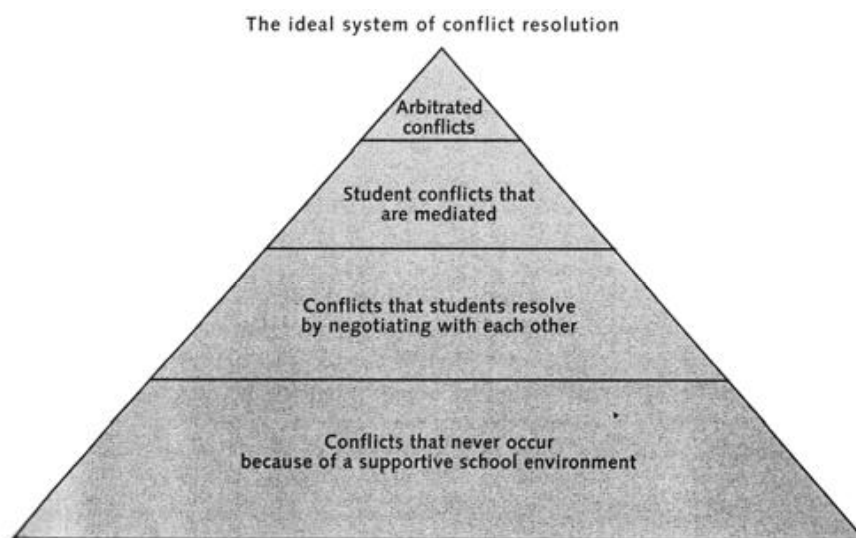 The ideal system of conflict resolution
Arbitrated
conflicts
Student conflicts that
are mediated
Conflicts that students resolve
by negotiating with each other
Conflicts that never occur
because of a supportive school environment